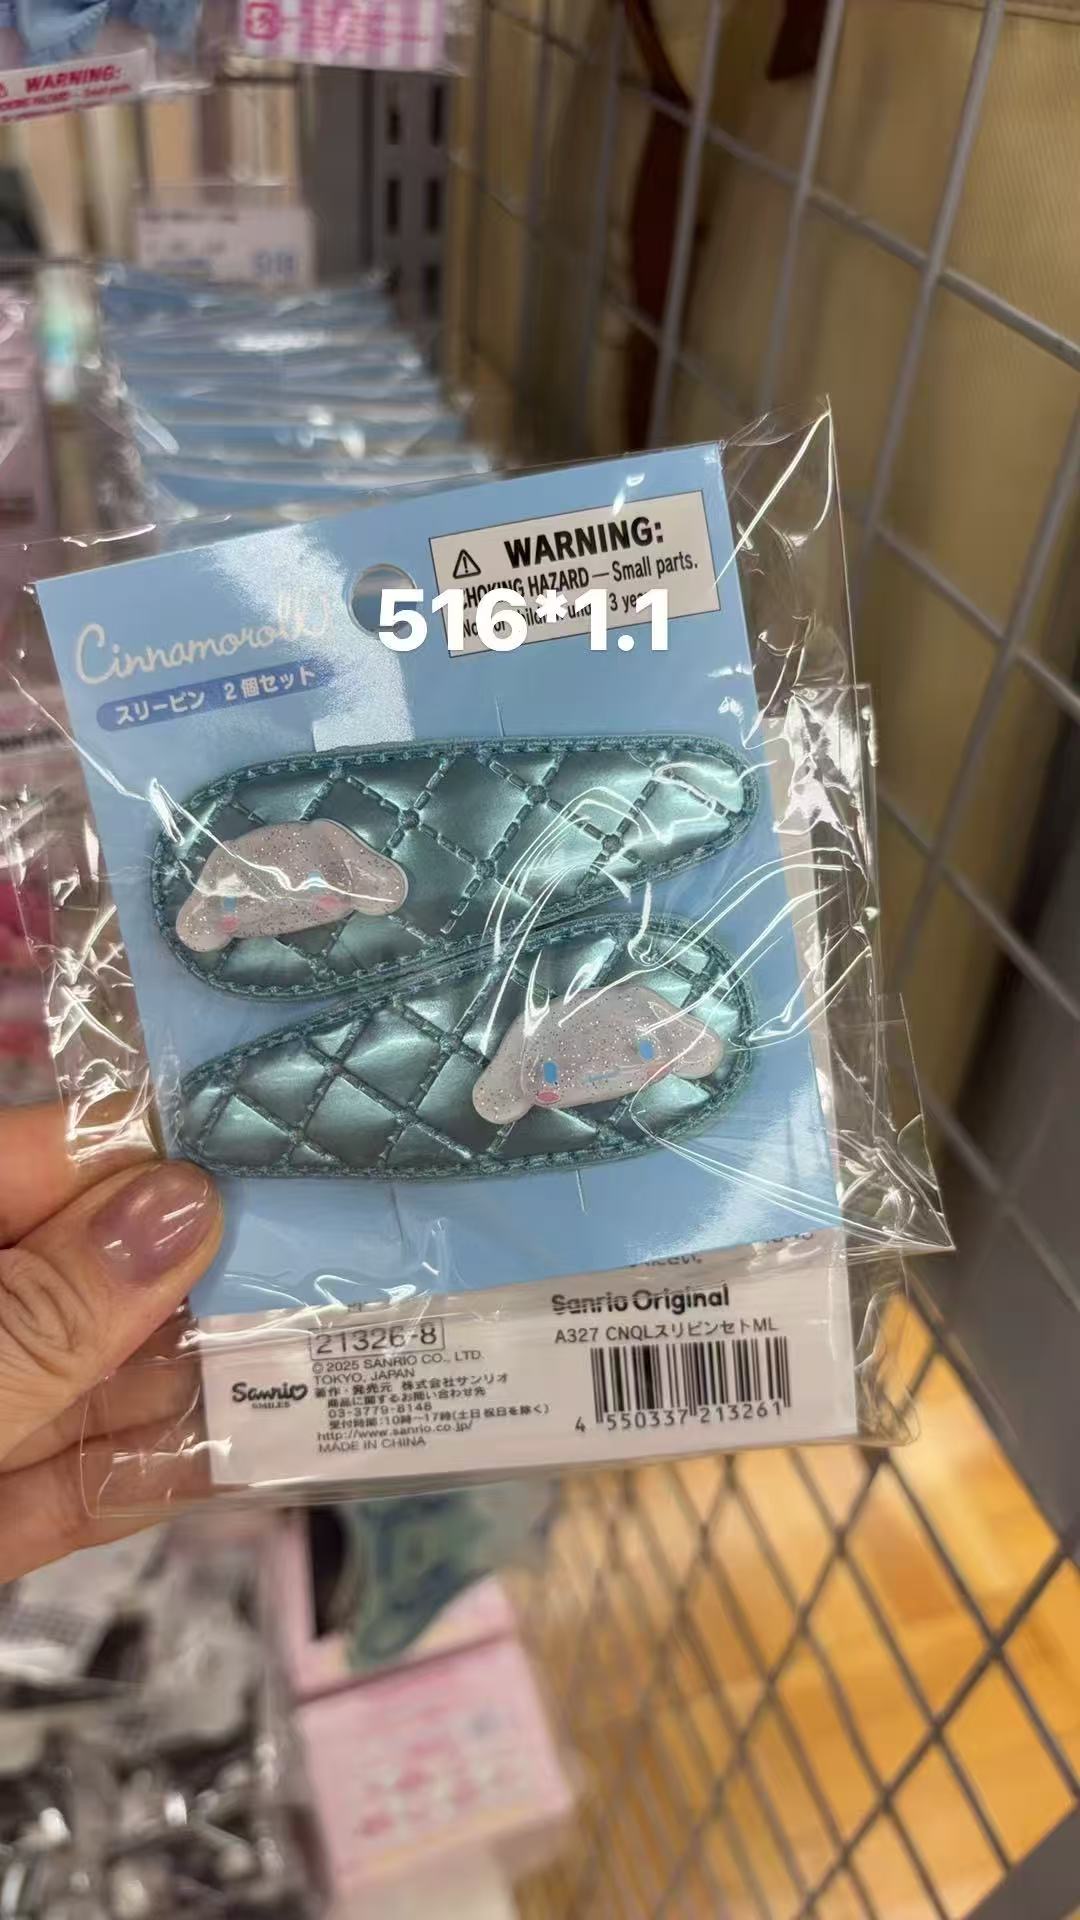 WARNING:
WARNING:
CHOKING HAZARD — Small parts.
516*1.1
Cinnamoroll
スリーピン 2個セット
Sanrio Original
A327 CNQLスリピンセトML
21326-8
© 2025 SANRIO CO., LTD.
TOKYO, JAPAN
著作・発売元 株式会社サンリオ
商品に関するお問い合わせ先
03-3779-8148
受付時間:10時〜17時(土日祝日を除く)
http://www.sanrio.co.jp/
MADE IN CHINA
Sanrio
SMILES
4 550337 213261